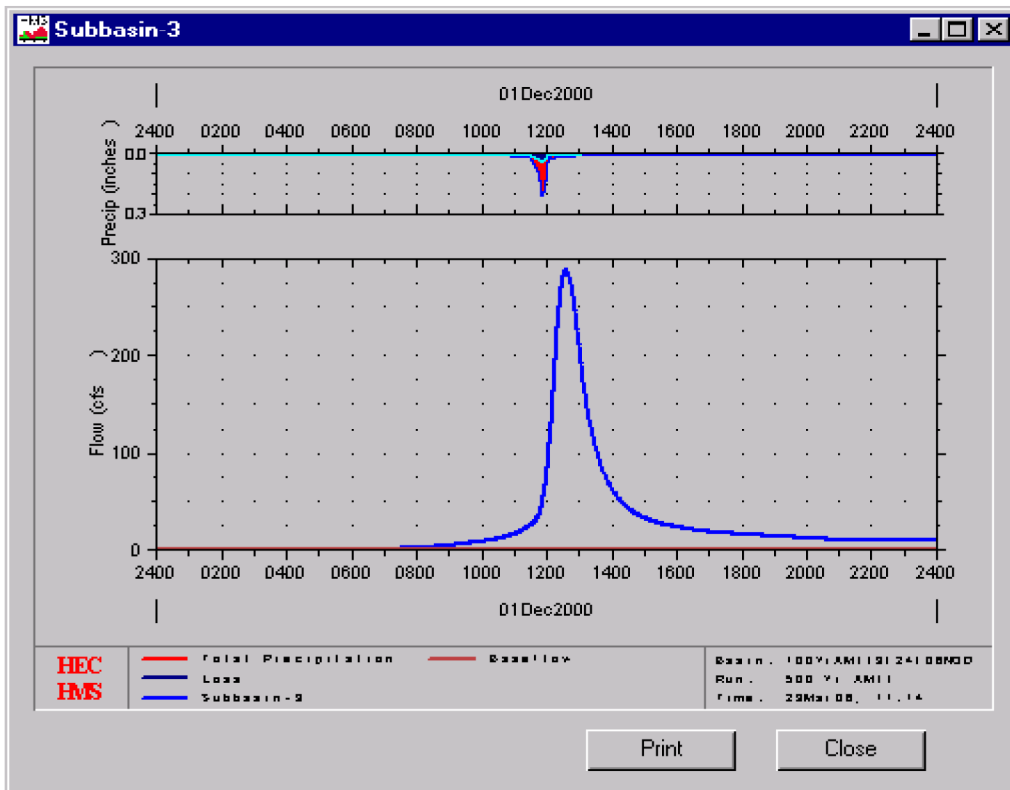 Subbasin-3
01Dec2000
2400 0200 0400 0600 0800 1000 1200 1400 1600 1800 2000 2200 2400
Precip (inches )
0.0
0.3
Flow (cfs )
300
200
100
0
2400 0200 0400 0600 0800 1000 1200 1400 1600 1800 2000 2200 2400
01Dec2000
HEC
HMS
Total Precipitation
Baseflow
Loss
Subbasin-3
Basin:
Run: 500 Yr AMII
Time:
Print
Close